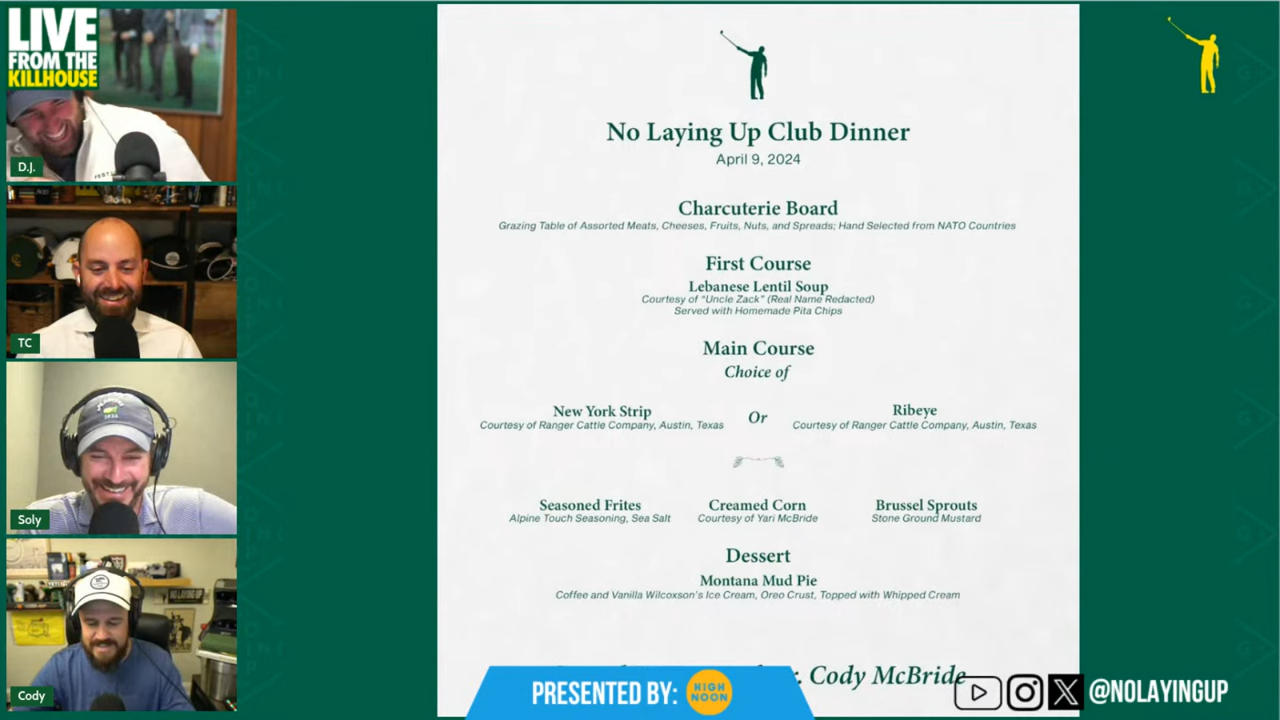 LIVE
FROM THE
KILLHOUSE
D.J.
TC
Soly
Cody
No Laying Up Club Dinner
April 9, 2024
Charcuterie Board
Grazing Table of Assorted Meats, Cheeses, Fruits, Nuts, and Spreads; Hand Selected from NATO Countries
First Course
Lebanese Lentil Soup
Courtesy of "Uncle Zack" (Real Name Redacted)
Served with Homemade Pita Chips
Main Course
Choice of
New York Strip
Courtesy of Ranger Cattle Company, Austin, Texas
Or
Ribeye
Courtesy of Ranger Cattle Company, Austin, Texas
Seasoned Frites
Alpine Touch Seasoning, Sea Salt
Creamed Corn
Courtesy of Yari McBride
Brussel Sprouts
Stone Ground Mustard
Dessert
Montana Mud Pie
Coffee and Vanilla Wilcoxson's Ice Cream, Oreo Crust, Topped with Whipped Cream
Cody McBride
PRESENTED BY:
HIGH
NOON
@NOLAYINGUP
NO LAYING UP